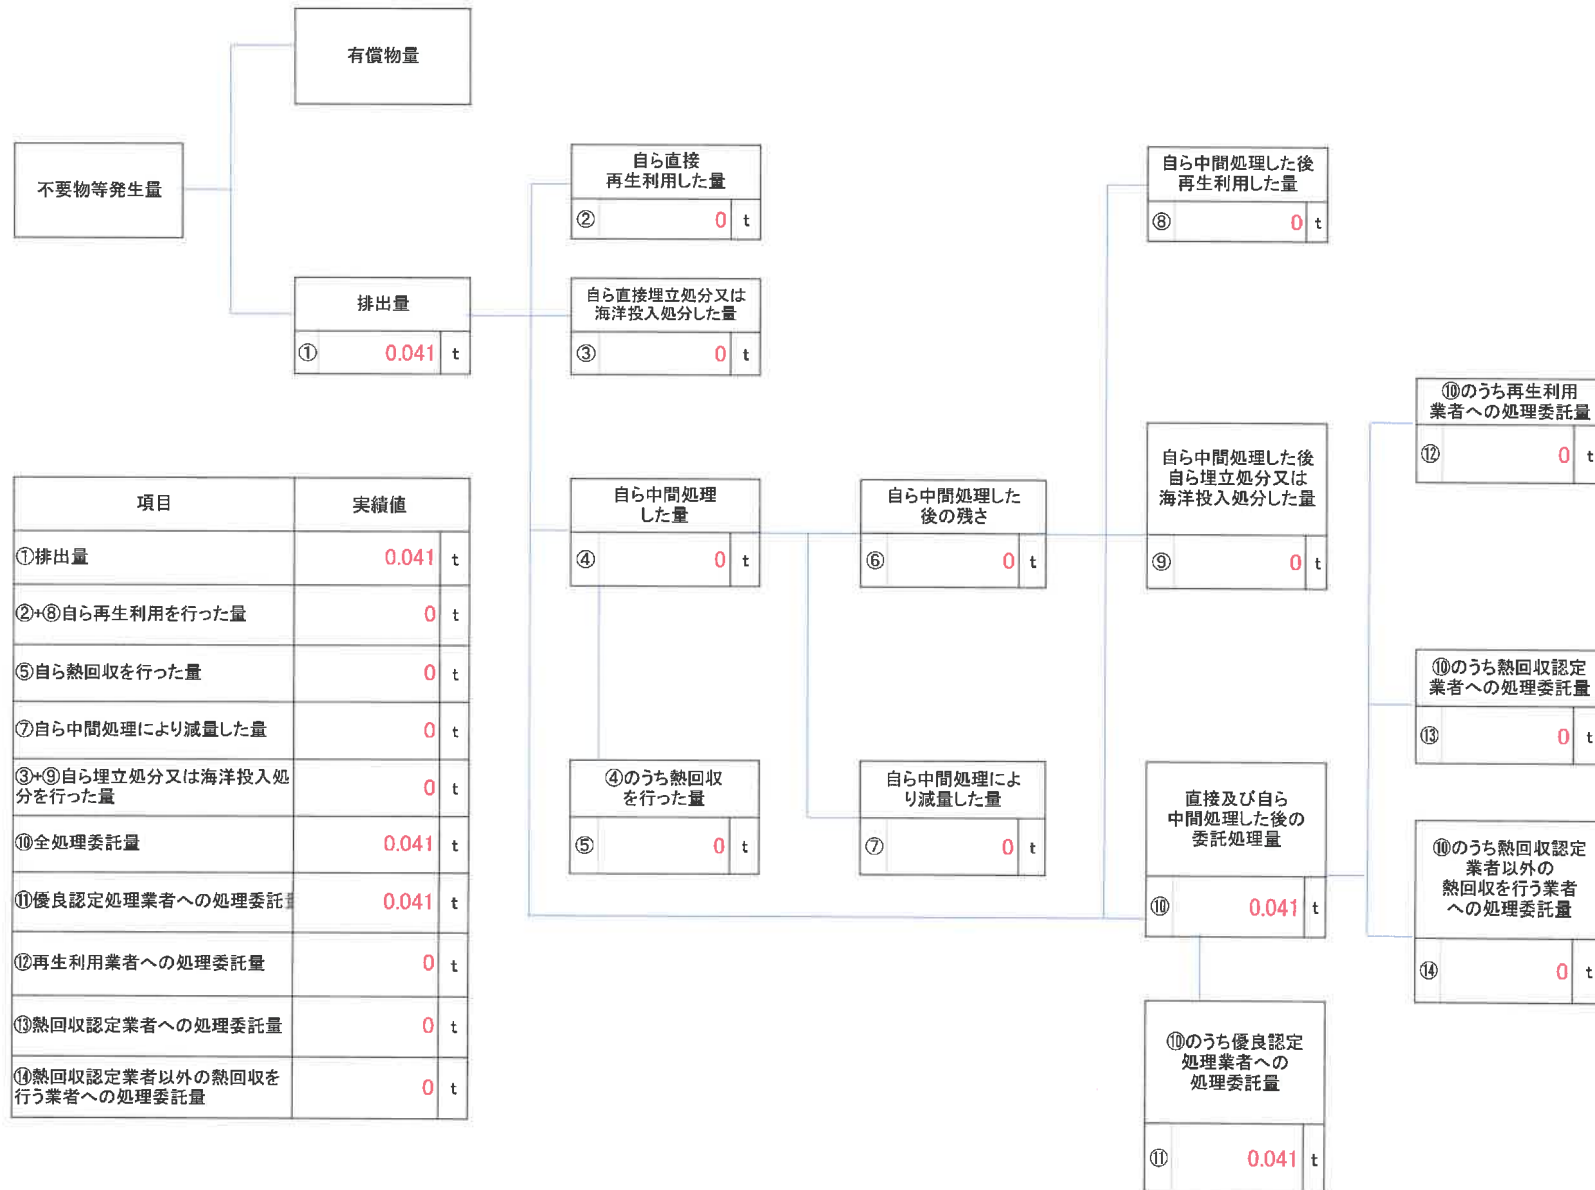 有償物量
不要物等発生量
排出量
① 0.041 t
自ら直接
再生利用した量
② 0 t
自ら直接埋立処分又は
海洋投入処分した量
③ 0 t
自ら中間処理
した量
④ 0 t
④のうち熱回収
を行った量
⑤ 0 t
自ら中間処理した
後の残さ
⑥ 0 t
自ら中間処理によ
り減量した量
⑦ 0 t
自ら中間処理した後
再生利用した量
⑧ 0 t
自ら中間処理した後
自ら埋立処分又は
海洋投入処分した量
⑨ 0 t
直接及び自ら
中間処理した後の
委託処理量
⑩ 0.041 t
⑩のうち優良認定
処理業者への
処理委託量
⑪ 0.041 t
⑩のうち再生利用
業者への処理委託量
⑫ 0 t
⑩のうち熱回収認定
業者への処理委託量
⑬ 0 t
⑩のうち熱回収認定
業者以外の
熱回収を行う業者
への処理委託量
⑭ 0 t
項目 実績値
①排出量 0.041 t
②+⑧自ら再生利用を行った量 0 t
⑤自ら熱回収を行った量 0 t
⑦自ら中間処理により減量した量 0 t
③+⑨自ら埋立処分又は海洋投入処
分を行った量 0 t
⑩全処理委託量 0.041 t
⑪優良認定処理業者への処理委託 0.041 t
⑫再生利用業者への処理委託量 0 t
⑬熱回収認定業者への処理委託量 0 t
⑭熱回収認定業者以外の熱回収を
行う業者への処理委託量 0 t